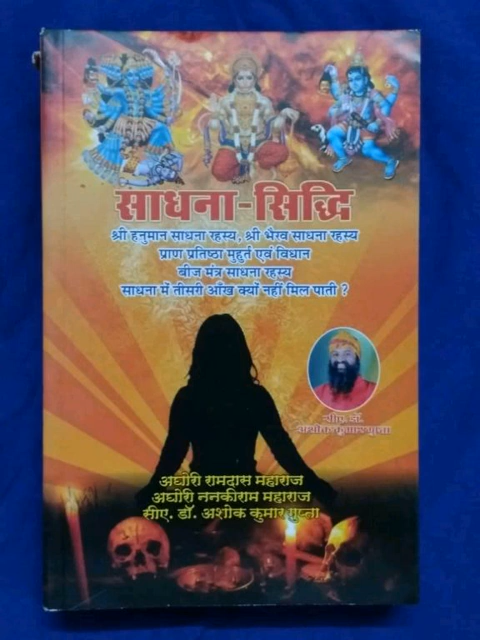 साधना-सिद्धि
श्री हनुमान साधना रहस्य, श्री भैरव साधना रहस्य
प्राण प्रतिष्ठा मुहुर्त एवं विधान
बीज मंत्र साधना रहस्य
साधना में तीसरी आँख क्यों नहीं मिल पाती ?
सीए. डॉ.
अशोक कुमार गुप्ता
अघोरी रामदास महाराज
अघोरी ननकीराम महाराज
सीए. डॉ. अशोक कुमार गुप्ता